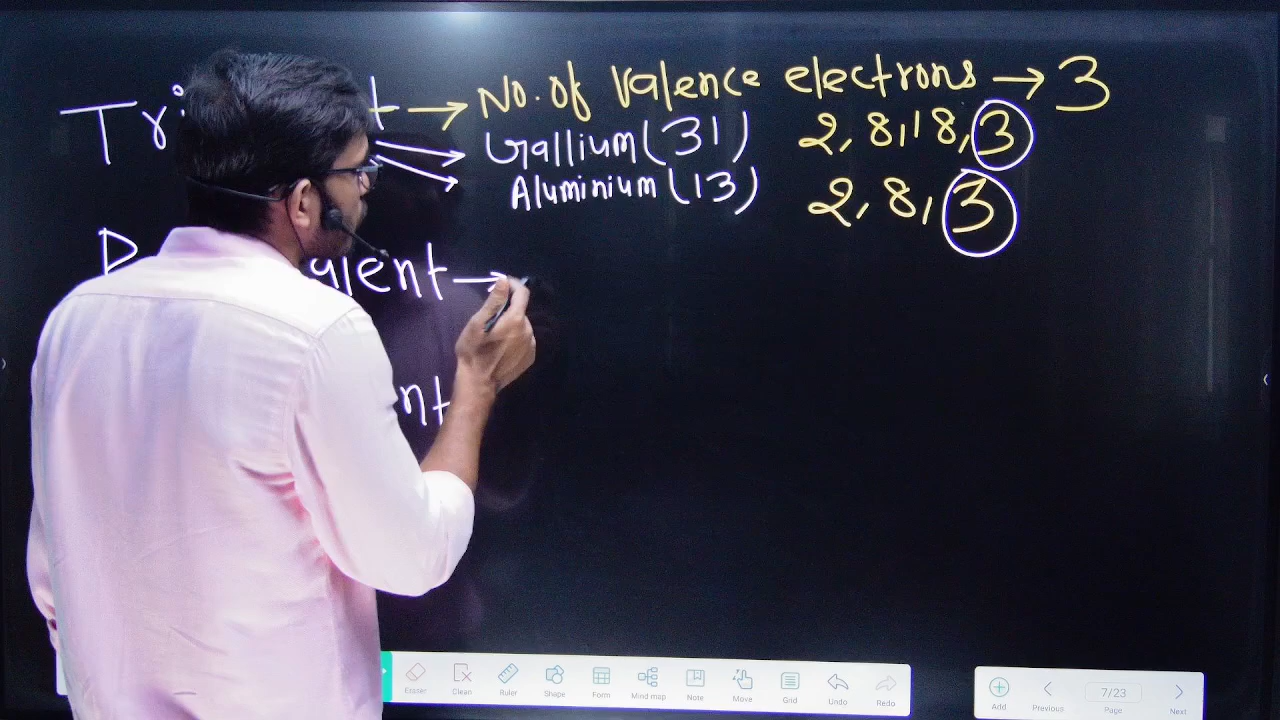 Tri t → No. of Valence electrons → 3
Gallium (31) 2, 8, 18, 3
Aluminium (13) 2, 8, 3
P alent →
nt
Eraser Clean Ruler Shape Form Mind map Note Move Grid Undo Redo
Add Previous 7/23 Page Next